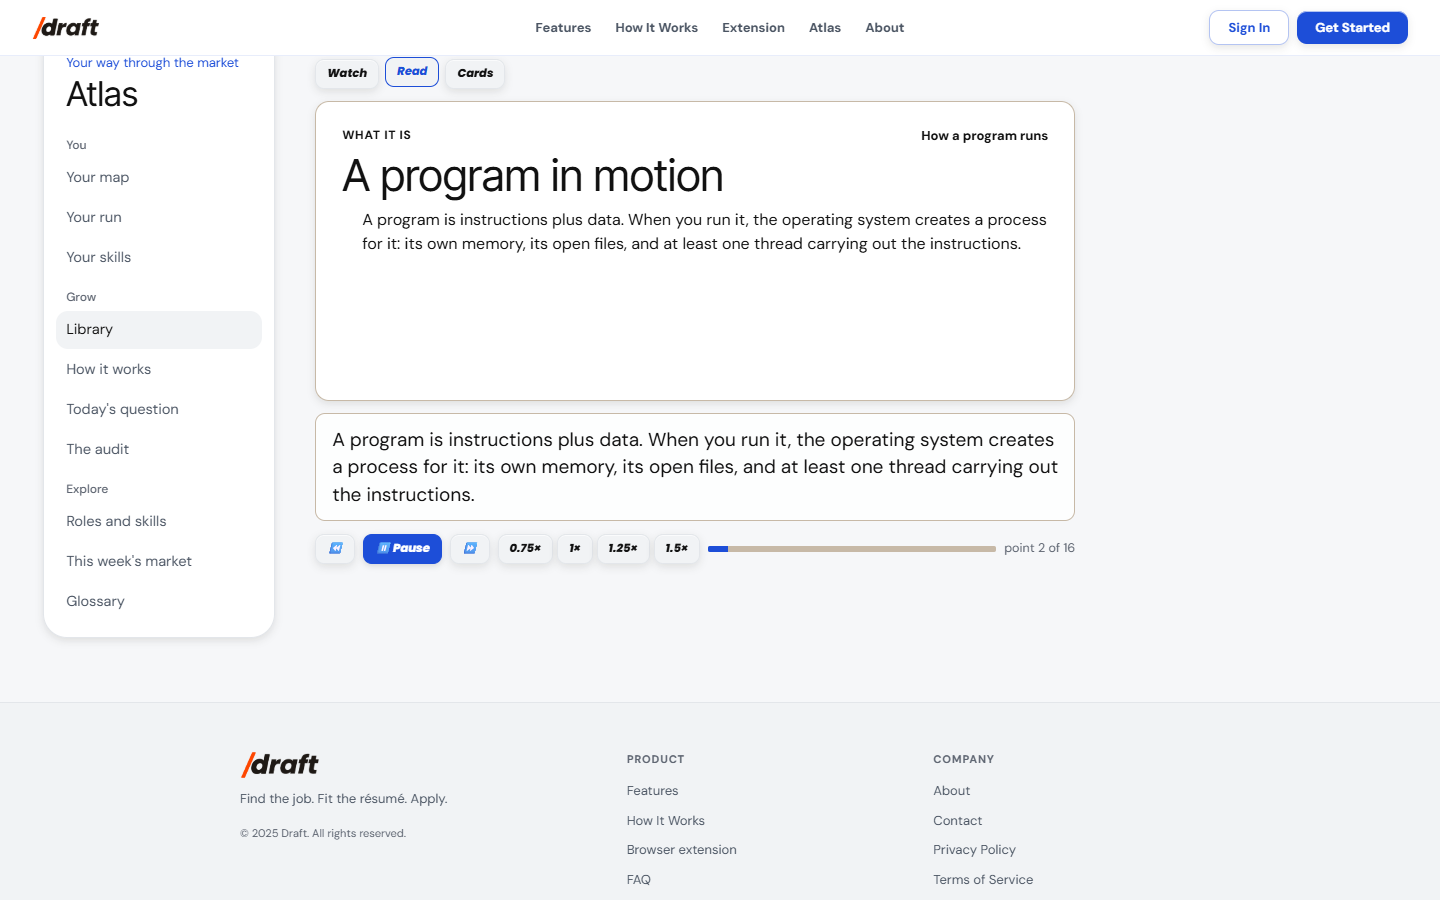 /draft
Features
How It Works
Extension
Atlas
About
Sign In
Get Started
Your way through the market
Atlas
You
Your map
Your run
Your skills
Grow
Library
How it works
Today's question
The audit
Explore
Roles and skills
This week's market
Glossary
Watch
Read
Cards
WHAT IT IS
How a program runs
A program in motion
A program is instructions plus data. When you run it, the operating system creates a process
for it: its own memory, its open files, and at least one thread carrying out the instructions.
A program is instructions plus data. When you run it, the operating system creates
a process for it: its own memory, its open files, and at least one thread carrying out
the instructions.
⏪
⏸ Pause
⏩
0.75×
1×
1.25×
1.5×
point 2 of 16
/draft
Find the job. Fit the résumé. Apply.
© 2025 Draft. All rights reserved.
PRODUCT
Features
How It Works
Browser extension
FAQ
COMPANY
About
Contact
Privacy Policy
Terms of Service